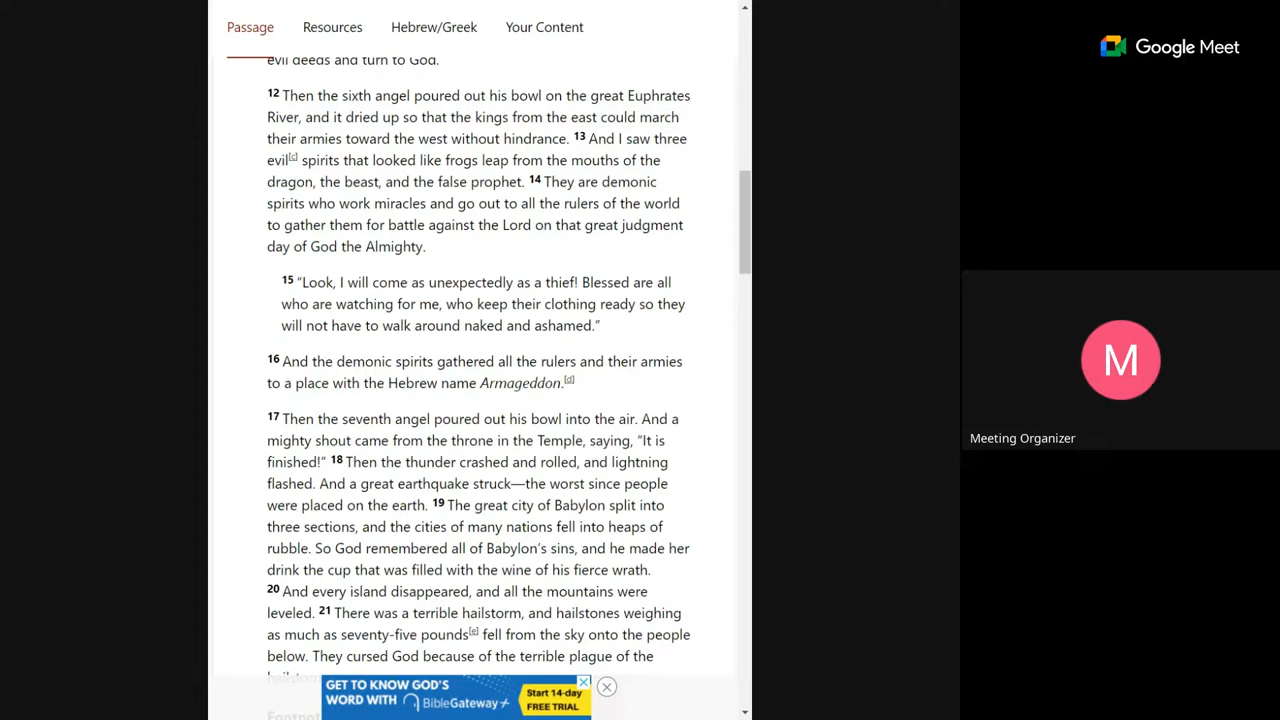 Passage Resources Hebrew/Greek Your Content
Google Meet
evil deeds and turn to God.
12 Then the sixth angel poured out his bowl on the great Euphrates
River, and it dried up so that the kings from the east could march
their armies toward the west without hindrance. 13 And I saw three
evil[c] spirits that looked like frogs leap from the mouths of the
dragon, the beast, and the false prophet. 14 They are demonic
spirits who work miracles and go out to all the rulers of the world
to gather them for battle against the Lord on that great judgment
day of God the Almighty.
15 “Look, I will come as unexpectedly as a thief! Blessed are all
who are watching for me, who keep their clothing ready so they
will not have to walk around naked and ashamed.”
16 And the demonic spirits gathered all the rulers and their armies
to a place with the Hebrew name Armageddon.[d]
17 Then the seventh angel poured out his bowl into the air. And a
mighty shout came from the throne in the Temple, saying, “It is
finished!” 18 Then the thunder crashed and rolled, and lightning
flashed. And a great earthquake struck—the worst since people
were placed on the earth. 19 The great city of Babylon split into
three sections, and the cities of many nations fell into heaps of
rubble. So God remembered all of Babylon’s sins, and he made her
drink the cup that was filled with the wine of his fierce wrath.
20 And every island disappeared, and all the mountains were
leveled. 21 There was a terrible hailstorm, and hailstones weighing
as much as seventy-five pounds[e] fell from the sky onto the people
below. They cursed God because of the terrible plague of the
GET TO KNOW GOD'S
WORD WITH BibleGateway+
Start 14-day
FREE TRIAL
M
Meeting Organizer